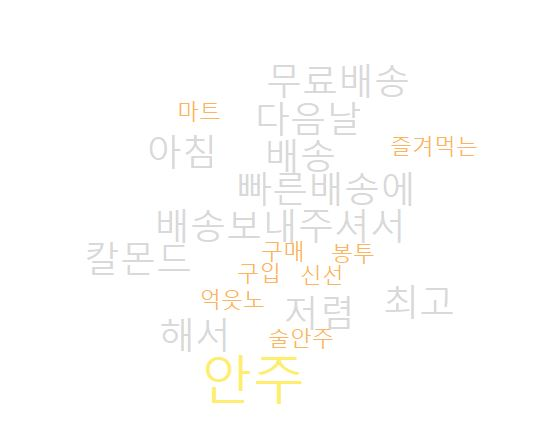 무료배송
마트
다음날
아침
배송
즐겨먹는
빠른배송에
배송보내주셔서
칼몬드
구매
봉투
구입
신선
억웃노
저렴
최고
해서
술안주
안주